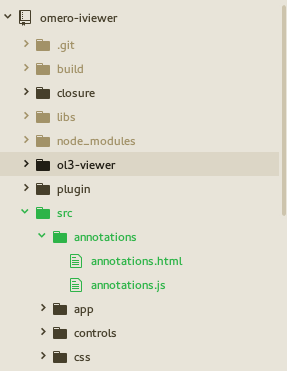 omero-iviewer
.git
build
closure
libs
node_modules
ol3-viewer
plugin
src
annotations
annotations.html
annotations.js
app
controls
css